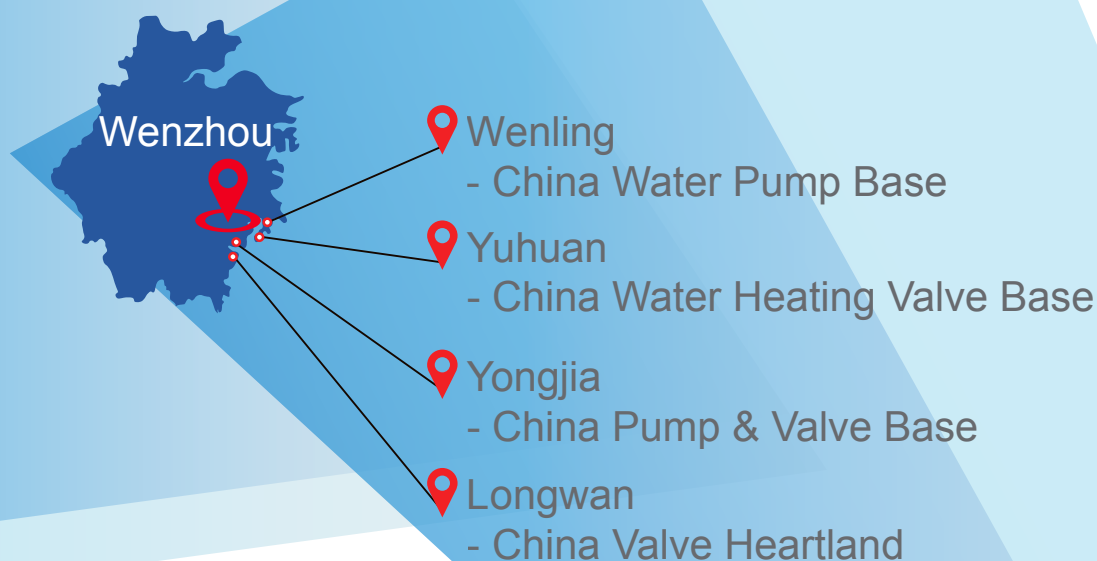 Wenzhou
Wenling
- China Water Pump Base
Yuhuan
- China Water Heating Valve Base
Yongjia
- China Pump & Valve Base
Longwan
- China Valve Heartland